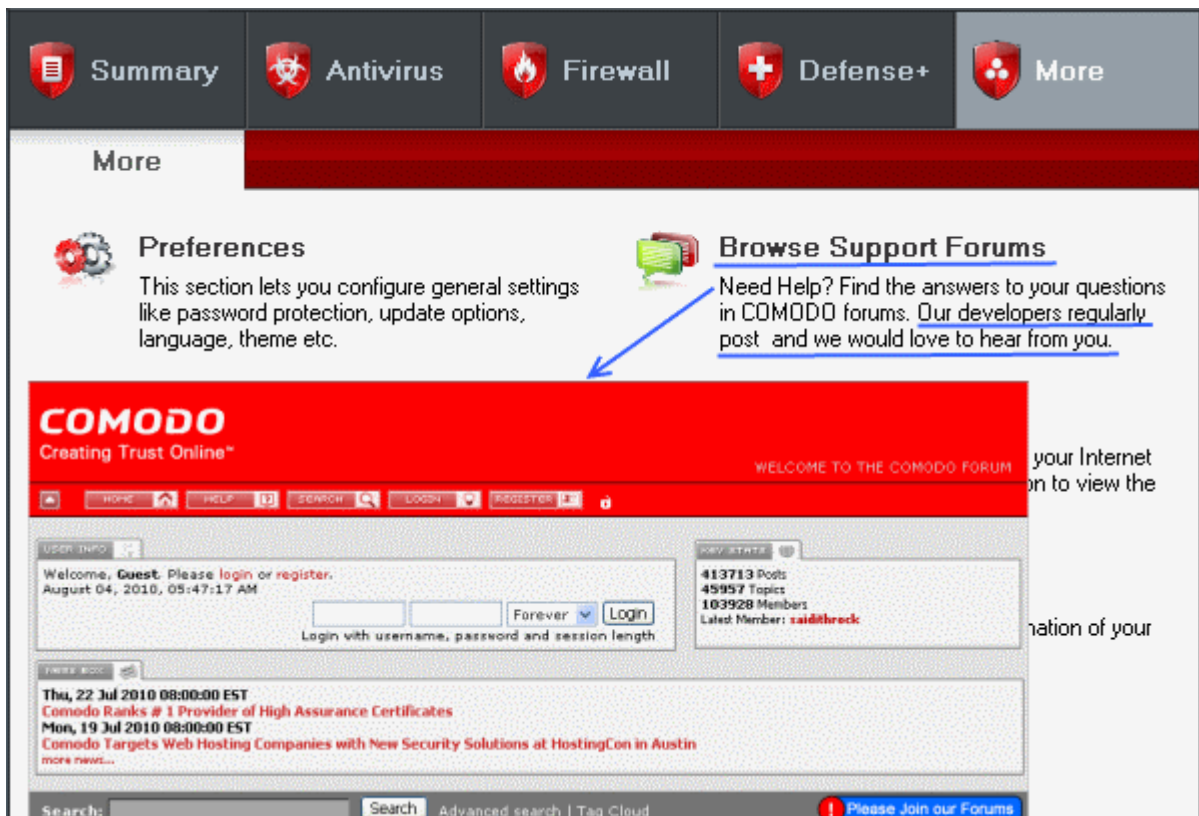 Summary
Antivirus
Firewall
Defense+
More
More
Preferences
This section lets you configure general settings
like password protection, update options,
language, theme etc.
Browse Support Forums
Need Help? Find the answers to your questions
in COMODO forums. Our developers regularly
post and we would love to hear from you.
COMODO
Creating Trust Online™
WELCOME TO THE COMODO FORUM
your Internet
on to view the
HOME
HELP
SEARCH
LOGIN
REGISTER
USER INFO
Welcome, Guest. Please login or register.
August 04, 2010, 05:47:17 AM
Forever
Login
Login with username, password and session length
KEY STATS
413713 Posts
45957 Topics
103928 Members
Latest Member: saidithrock
nation of your
NEWS BOX
Thu, 22 Jul 2010 08:00:00 EST
Comodo Ranks # 1 Provider of High Assurance Certificates
Mon, 19 Jul 2010 08:00:00 EST
Comodo Targets Web Hosting Companies with New Security Solutions at HostingCon in Austin
more news...
Search:
Search
Advanced search | Tag Cloud
Please Join our Forums